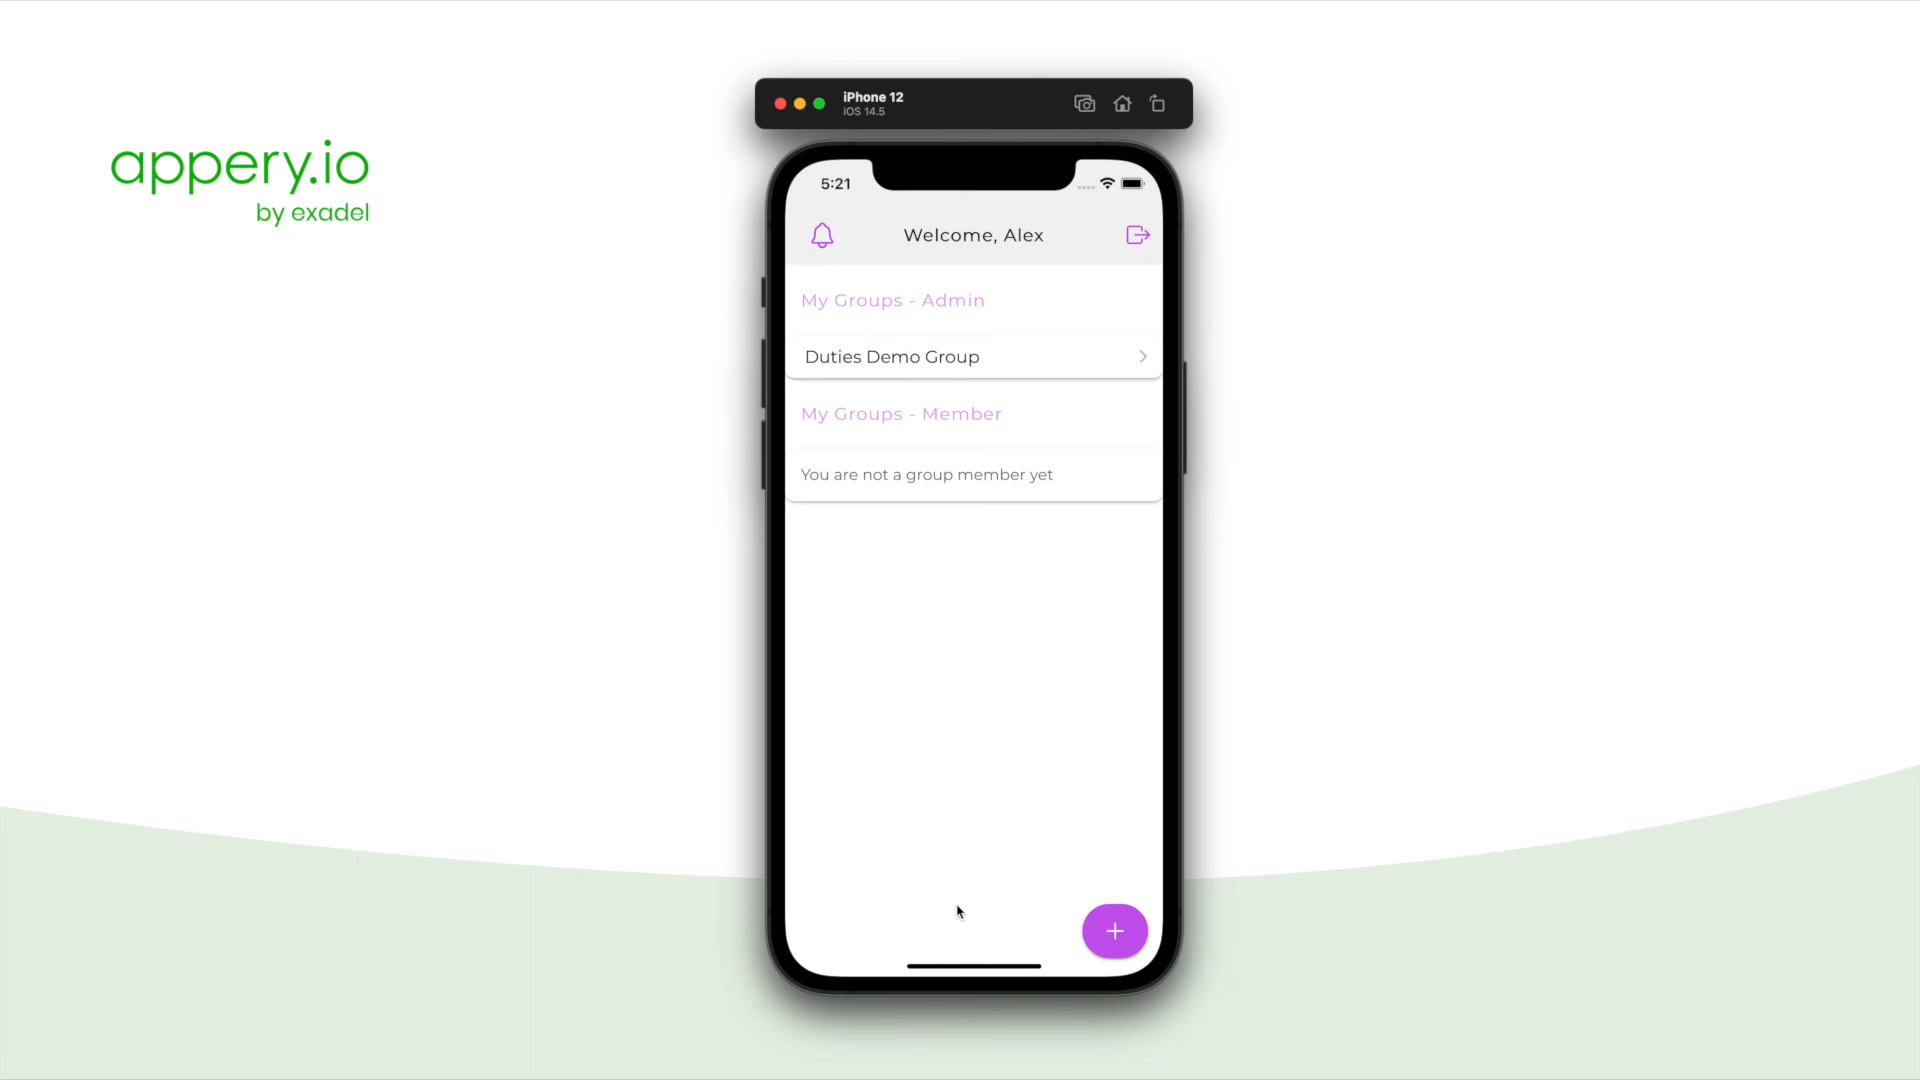 appery.io
by exadel
iPhone 12
iOS 14.5
5:21
Welcome, Alex
My Groups - Admin
Duties Demo Group
My Groups - Member
You are not a group member yet